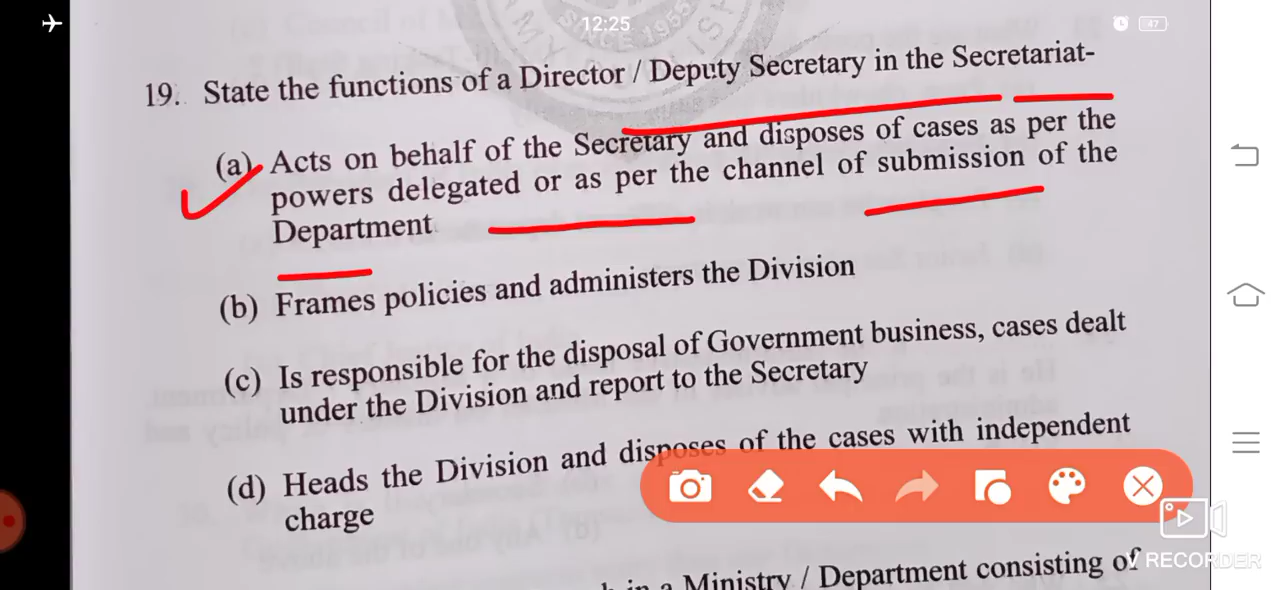 12:25
47
SINCE 1955
19. State the functions of a Director / Deputy Secretary in the Secretariat-
(a) Acts on behalf of the Secretary and disposes of cases as per the
powers delegated or as per the channel of submission of the
Department
(b) Frames policies and administers the Division
(c) Is responsible for the disposal of Government business, cases dealt
under the Division and report to the Secretary
(d) Heads the Division and disposes of the cases with independent
charge
in a Ministry / Department consisting of
V RECORDER